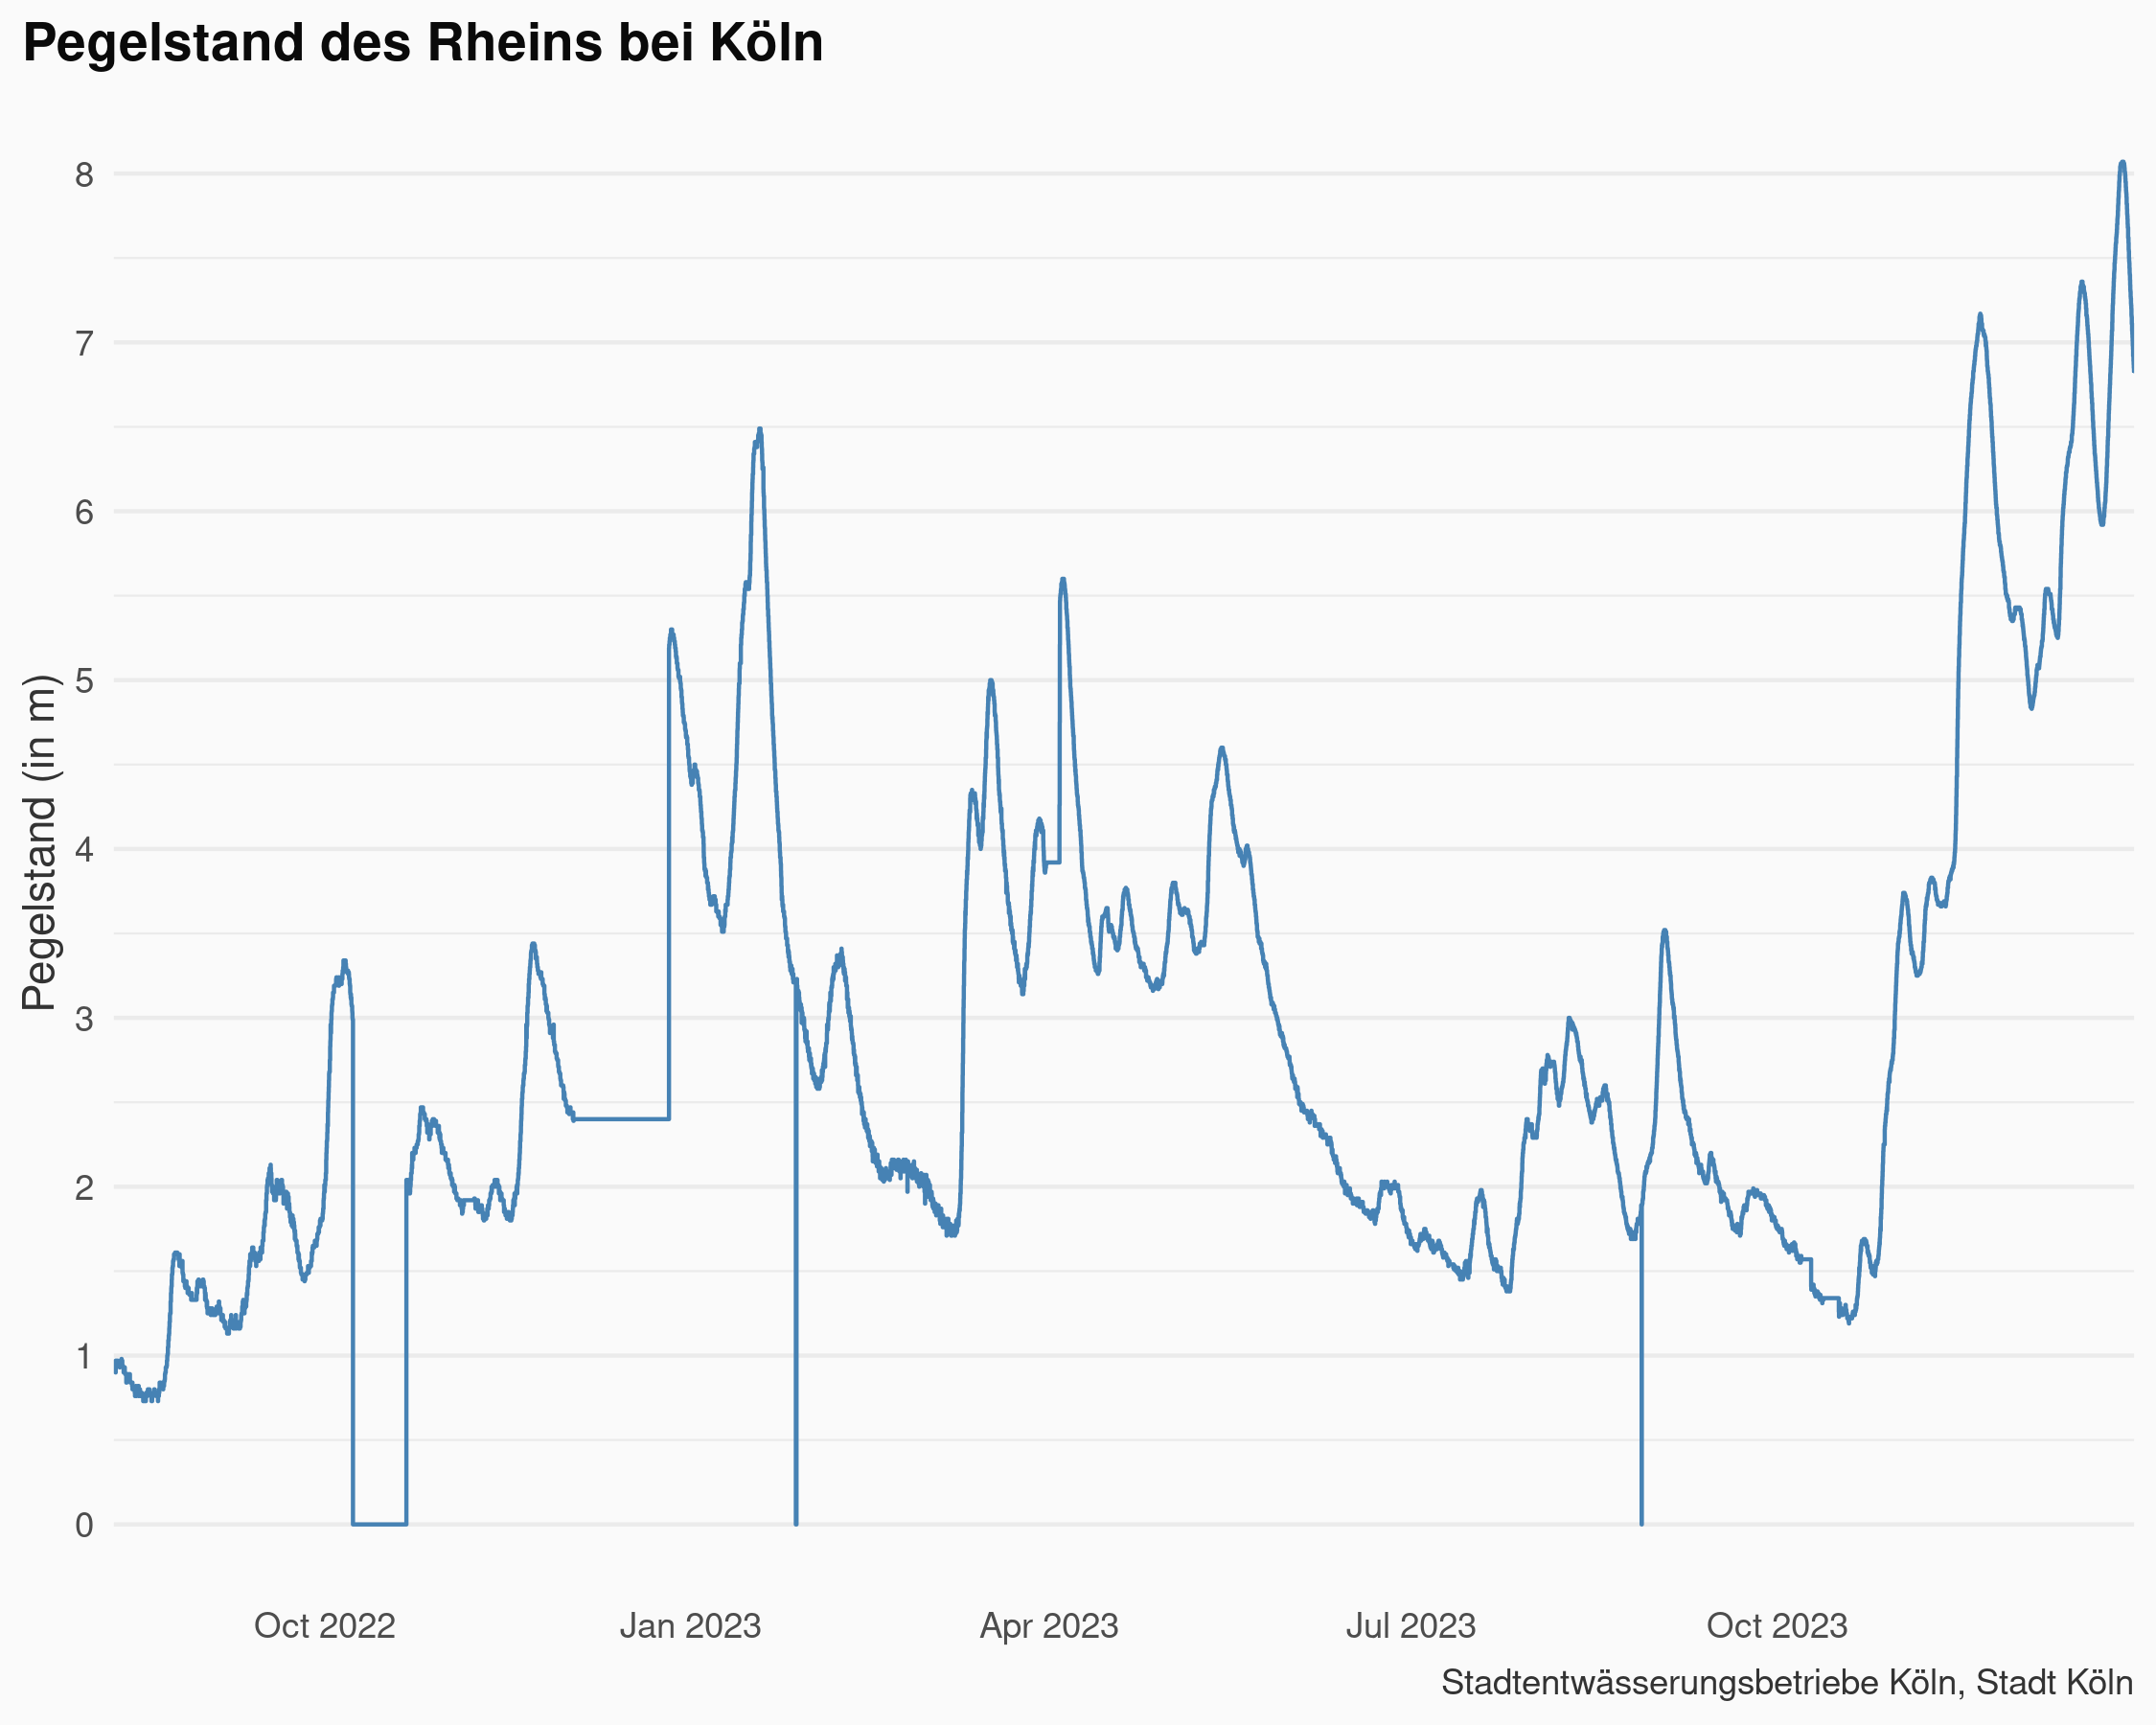 Pegelstand des Rheins bei Köln
Pegelstand (in m)
8
7
6
5
4
3
2
1
0
Oct 2022 Jan 2023 Apr 2023 Jul 2023 Oct 2023
Stadtentwässerungsbetriebe Köln, Stadt Köln